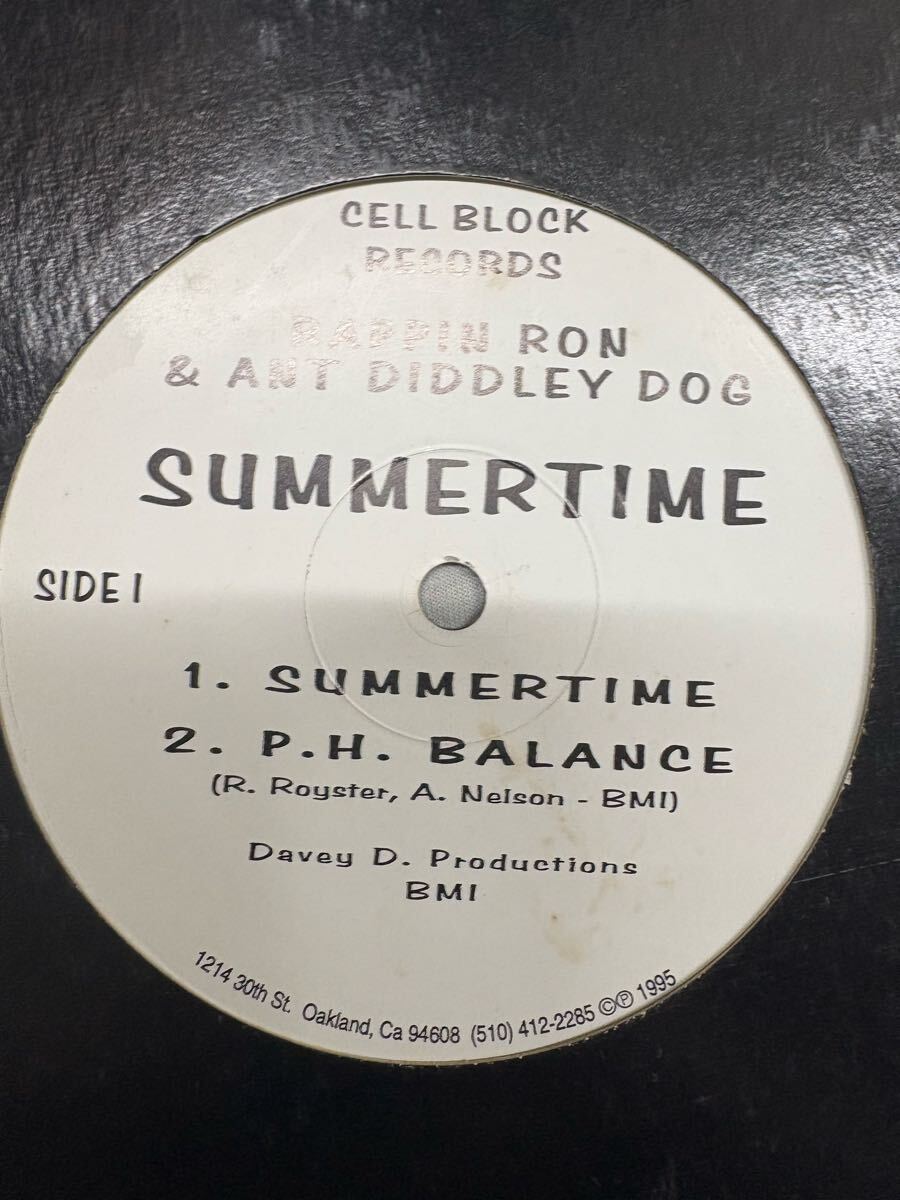 CELL BLOCK
RECORDS
RAPPIN RON
& ANT DIDDLEY DOG
SUMMERTIME
SIDE 1
1. SUMMERTIME
2. P.H. BALANCE
(R. Royster, A. Nelson - BMI)
Davey D. Productions
BMI
1214 30th St. Oakland, Ca 94608 (510) 412-2285 ©℗ 1995